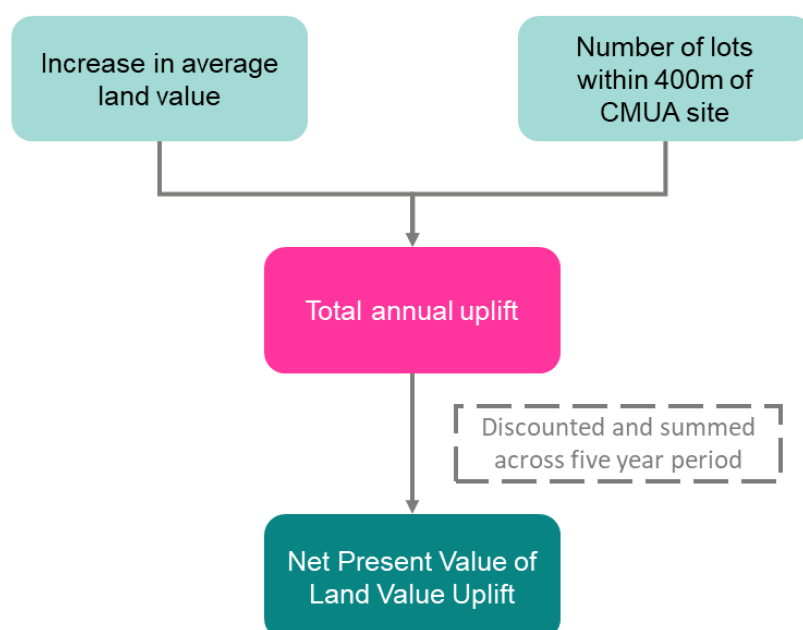 Increase in average
land value
Number of lots
within 400m of
CMUA site
Total annual uplift
Discounted and summed
across five year period
Net Present Value of
Land Value Uplift